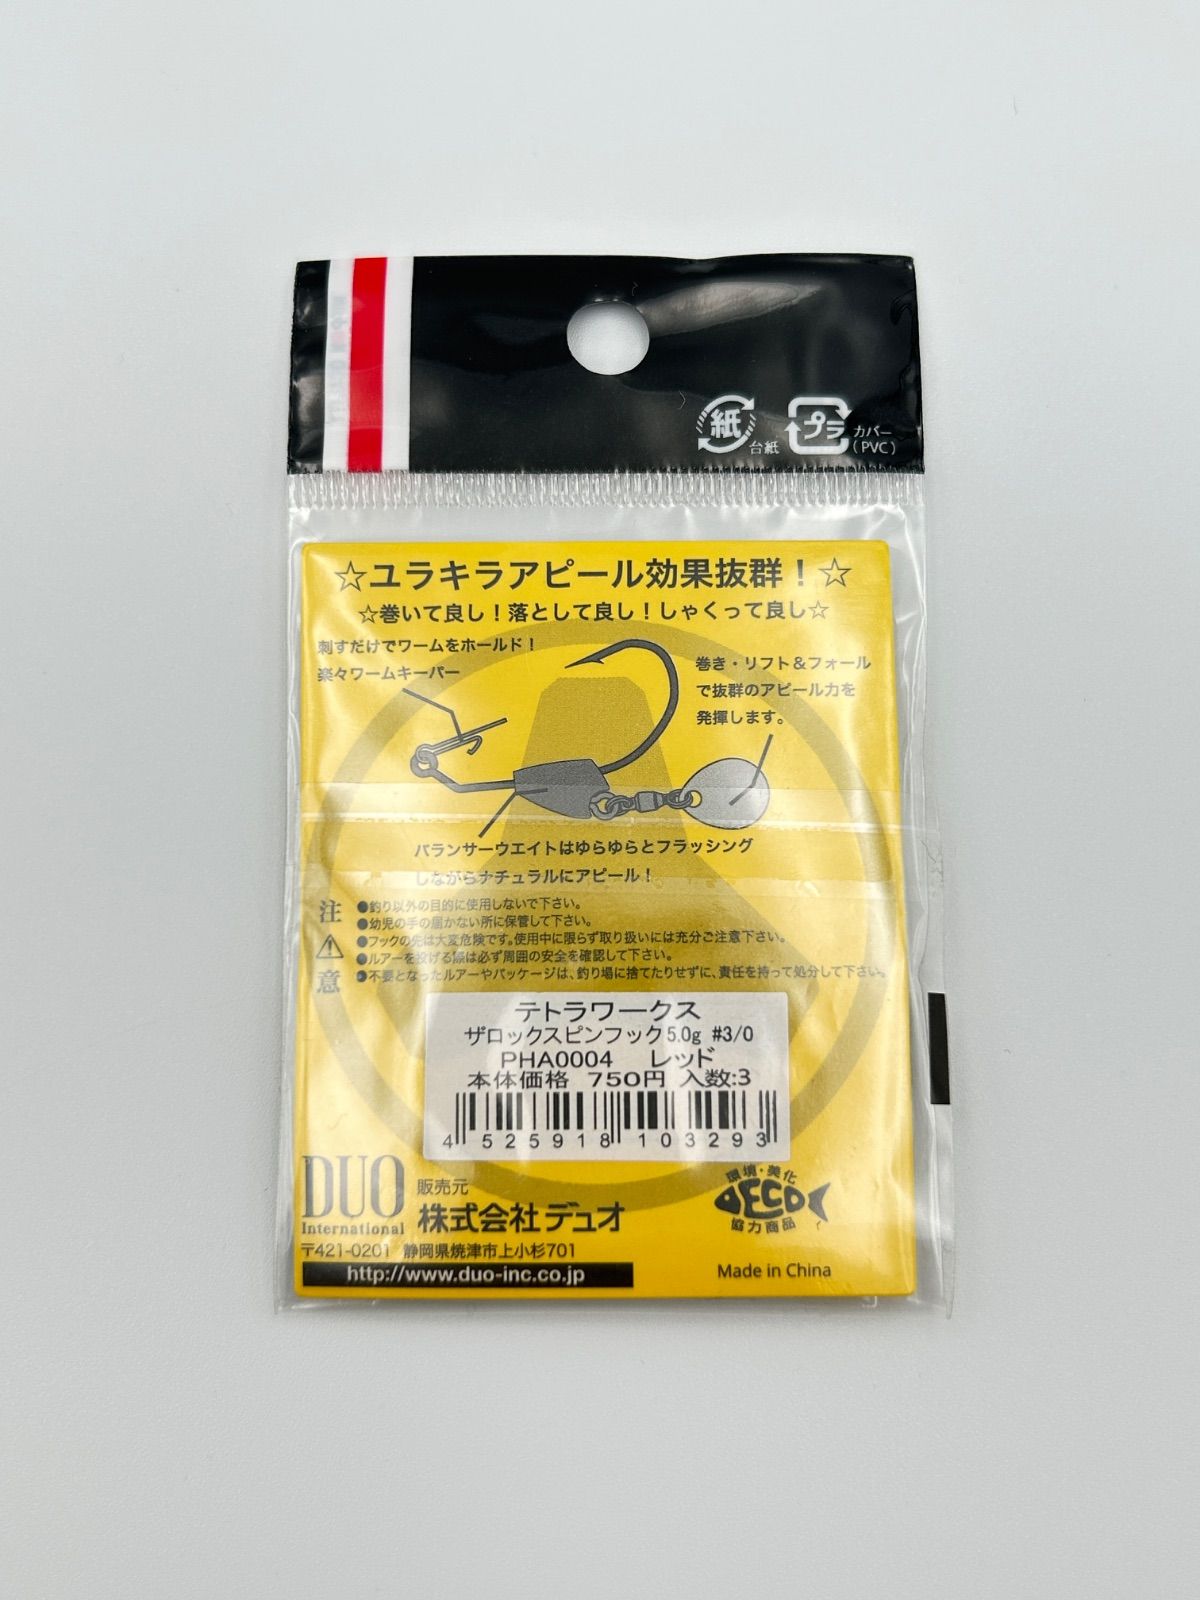 紙
台紙
プラ
カバー
(PVC)
☆ユラキラアピール効果抜群！☆
☆巻いて良し！落として良し！しゃくって良し☆
刺すだけでワームをホールド！
楽々ワームキーパー
巻き・リフト＆フォール
で抜群のアピール力を
発揮します。
バランサーウエイトはゆらゆらとフラッシング
しながらナチュラルにアピール！
注意
●釣り以外の目的に使用しないで下さい。
●幼児の手の届かない所に保管して下さい。
●フックの先は大変危険です。使用中に限らず取り扱いには充分ご注意下さい。
●ルアーを投げる際は必ず周囲の安全を確認して下さい。
●不要となったルアーやパッケージは、釣り場に捨てたりせずに、責任を持って処分して下さい。
テトラワークス
ザロックスピンフック5.0g #3/0
PHA0004 レッド
本体価格 750円 入数:3
4 525918 103293
DUO
International
販売元
株式会社デュオ
〒421-0201 静岡県焼津市上小杉701
http://www.duo-inc.co.jp
環境・美化
ECO
協力商品
Made in China